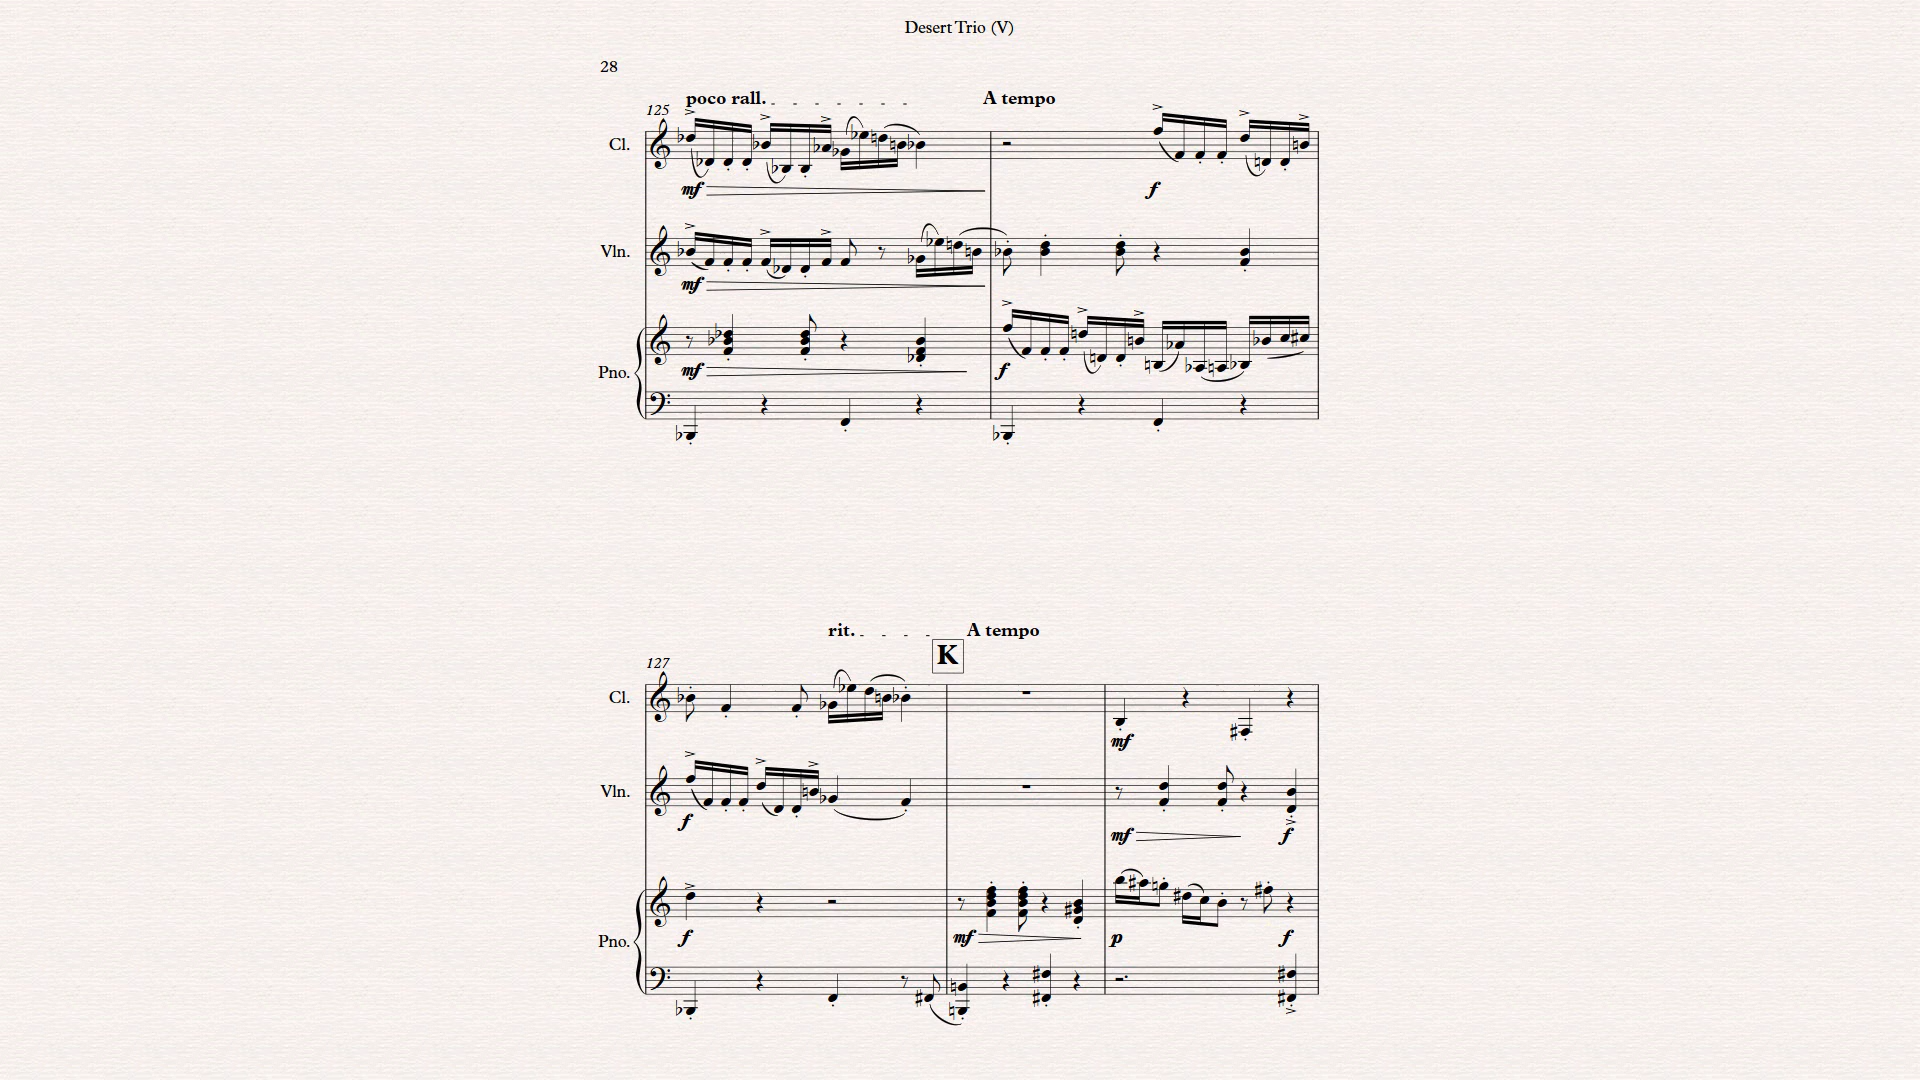 Desert Trio (V)
28
poco rall. A tempo
125
Cl.
mf f
Vln.
mf
Pno.
mf f
rit. A tempo
K
127
Cl.
mf
Vln.
f mf f
Pno.
f mf p f